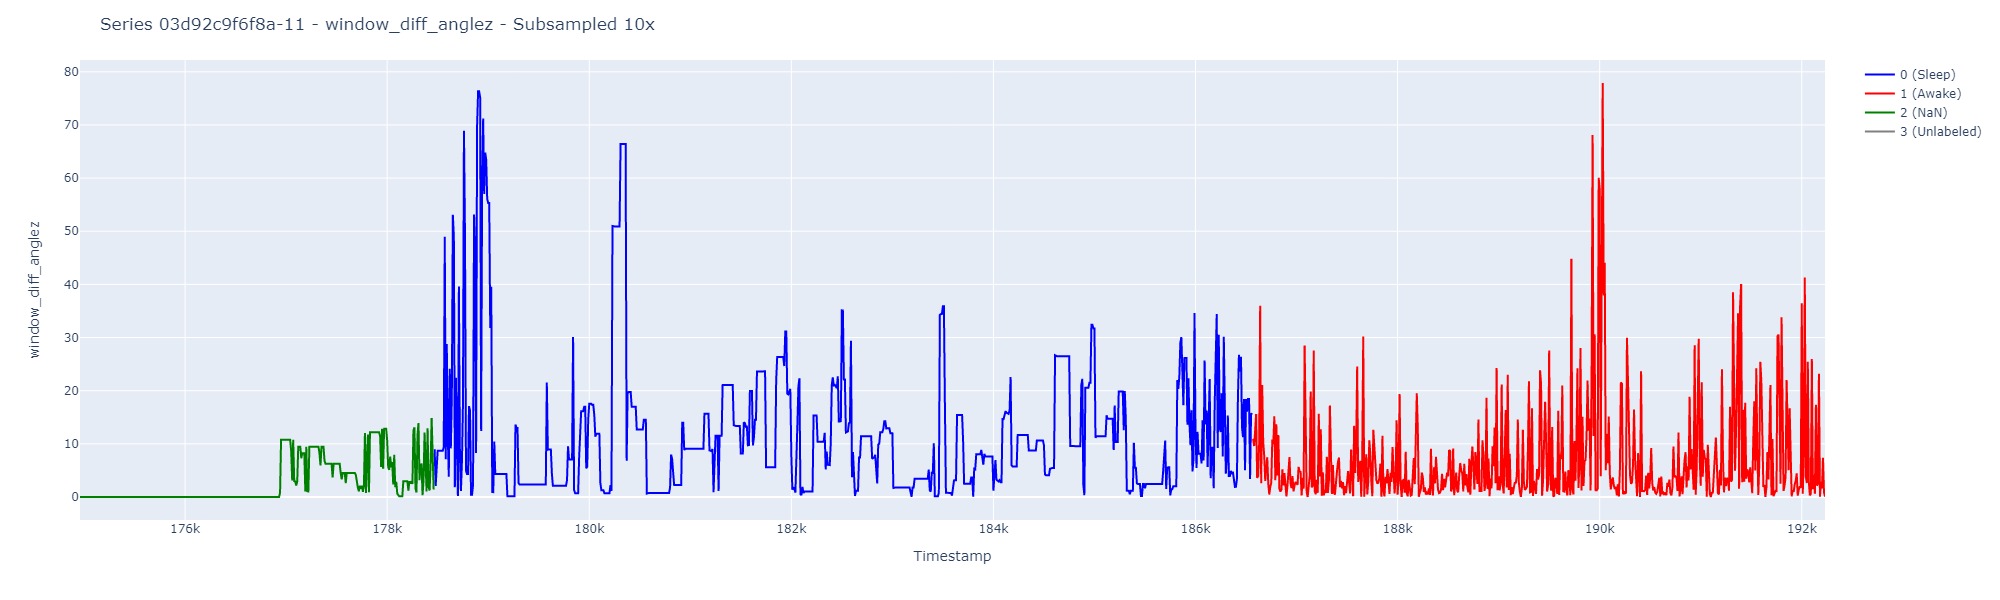 Series 03d92c9f6f8a-11 - window_diff_anglez - Subsampled 10x
0 (Sleep)
1 (Awake)
2 (NaN)
3 (Unlabeled)
window_diff_anglez
80
70
60
50
40
30
20
10
0
176k 178k 180k 182k 184k 186k 188k 190k 192k
Timestamp